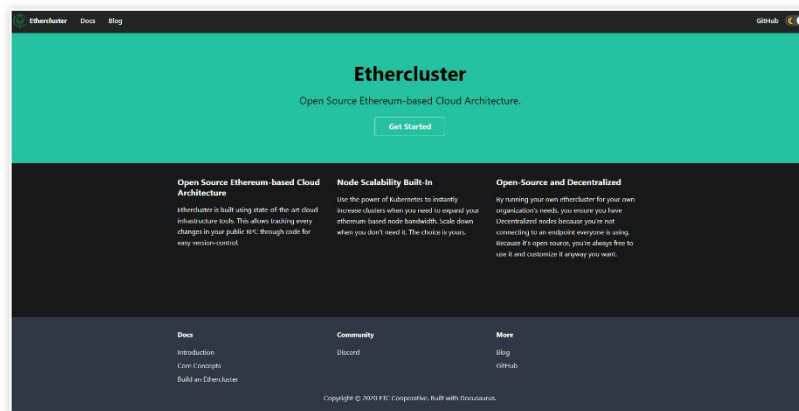 Ethercluster Docs Blog GitHub
Ethercluster
Open Source Ethereum-based Cloud Architecture.
Get Started
Open Source Ethereum-based Cloud
Architecture
Ethercluster is built using state-of-the-art cloud
infrastructure tools. This allows tracking every
changes in your public RPC through code for
easy version-control.
Node Scalability Built-In
Use the power of Kubernetes to instantly
increase clusters when you need to expand your
ethereum-based node bandwidth. Scale down
when you don't need it. The choice is yours.
Open-Source and Decentralized
By running your own ethercluster for your own
organization's needs, you ensure you have
Decentralized nodes because you're not
connecting to an endpoint everyone is using.
Because it's open source, you're always free to
use it and customize it anyway you want.
Docs
Introduction
Core Concepts
Build an Ethercluster
Community
Discord
More
Blog
GitHub
Copyright © 2020 ETC Cooperative. Built with Docusaurus.